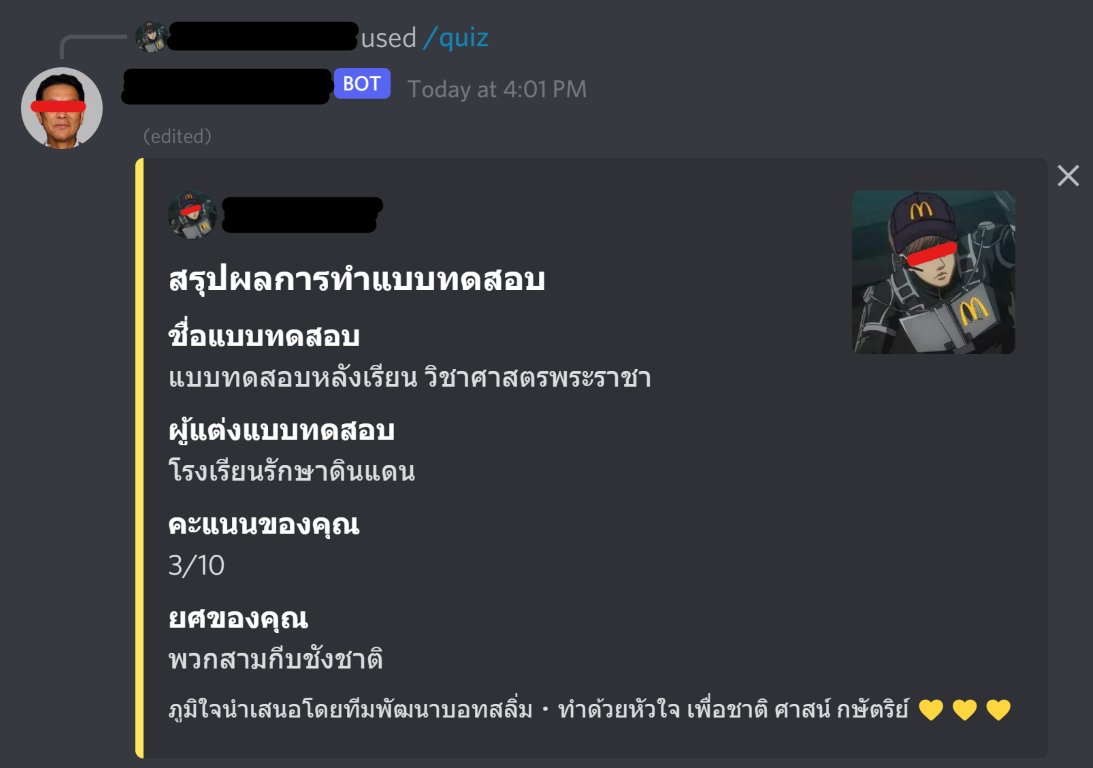 used /quiz
BOT Today at 4:01 PM
(edited)
สรุปผลการทำแบบทดสอบ
ชื่อแบบทดสอบ
แบบทดสอบหลังเรียน วิชาศาสตรพระราชา
ผู้แต่งแบบทดสอบ
โรงเรียนรักษาดินแดน
คะแนนของคุณ
3/10
ยศของคุณ
พวกสามกีบชังชาติ
ภูมิใจนำเสนอโดยทีมพัฒนาบอทสลิ่ม • ทำด้วยหัวใจ เพื่อชาติ ศาสน์ กษัตริย์ 💛 💛 💛